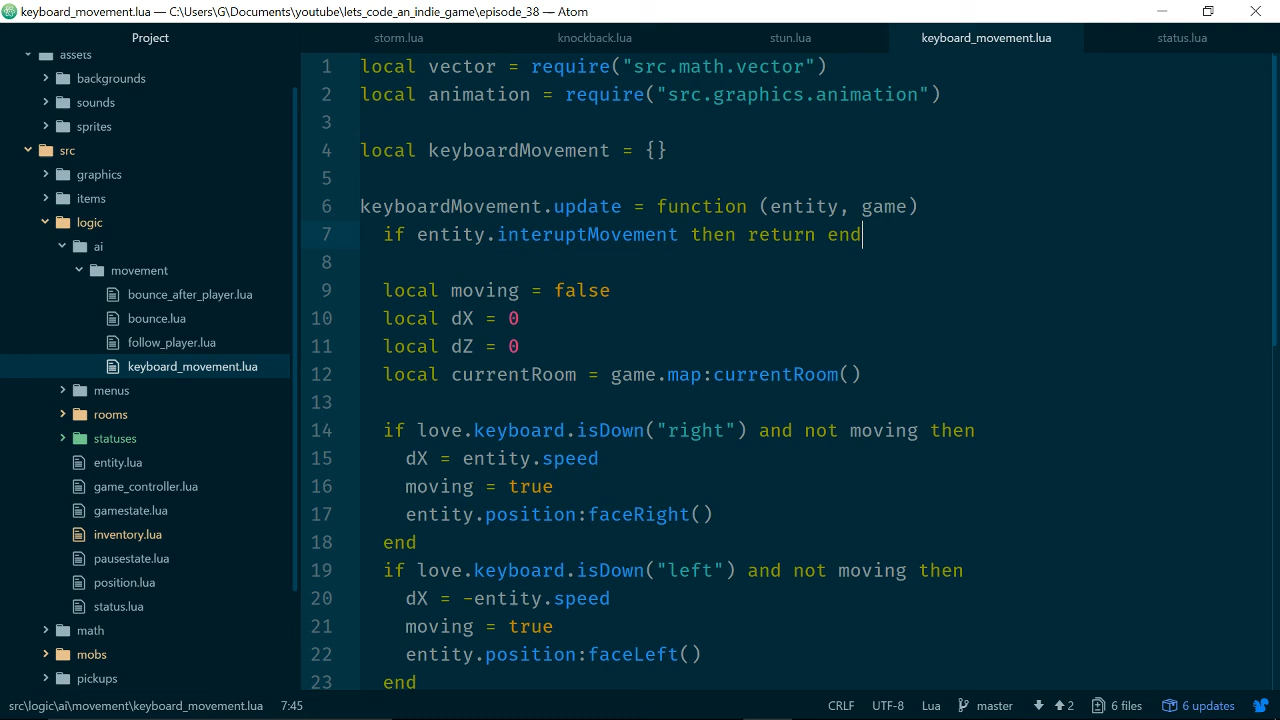 keyboard_movement.lua — C:\Users\G\Documents\youtube\lets_code_an_indie_game\episode_38 — Atom
Project
storm.lua
knockback.lua
stun.lua
keyboard_movement.lua
status.lua
assets
backgrounds
sounds
sprites
src
graphics
items
logic
ai
movement
bounce_after_player.lua
bounce.lua
follow_player.lua
keyboard_movement.lua
menus
rooms
statuses
entity.lua
game_controller.lua
gamestate.lua
inventory.lua
pausestate.lua
position.lua
status.lua
math
mobs
pickups
1 local vector = require("src.math.vector")
2 local animation = require("src.graphics.animation")
3
4 local keyboardMovement = {}
5
6 keyboardMovement.update = function (entity, game)
7 if entity.interuptMovement then return end
8
9 local moving = false
10 local dX = 0
11 local dZ = 0
12 local currentRoom = game.map:currentRoom()
13
14 if love.keyboard.isDown("right") and not moving then
15 dX = entity.speed
16 moving = true
17 entity.position:faceRight()
18 end
19 if love.keyboard.isDown("left") and not moving then
20 dX = -entity.speed
21 moving = true
22 entity.position:faceLeft()
23 end
src\logic\ai\movement\keyboard_movement.lua 7:45 CRLF UTF-8 Lua master 2 6 files 6 updates